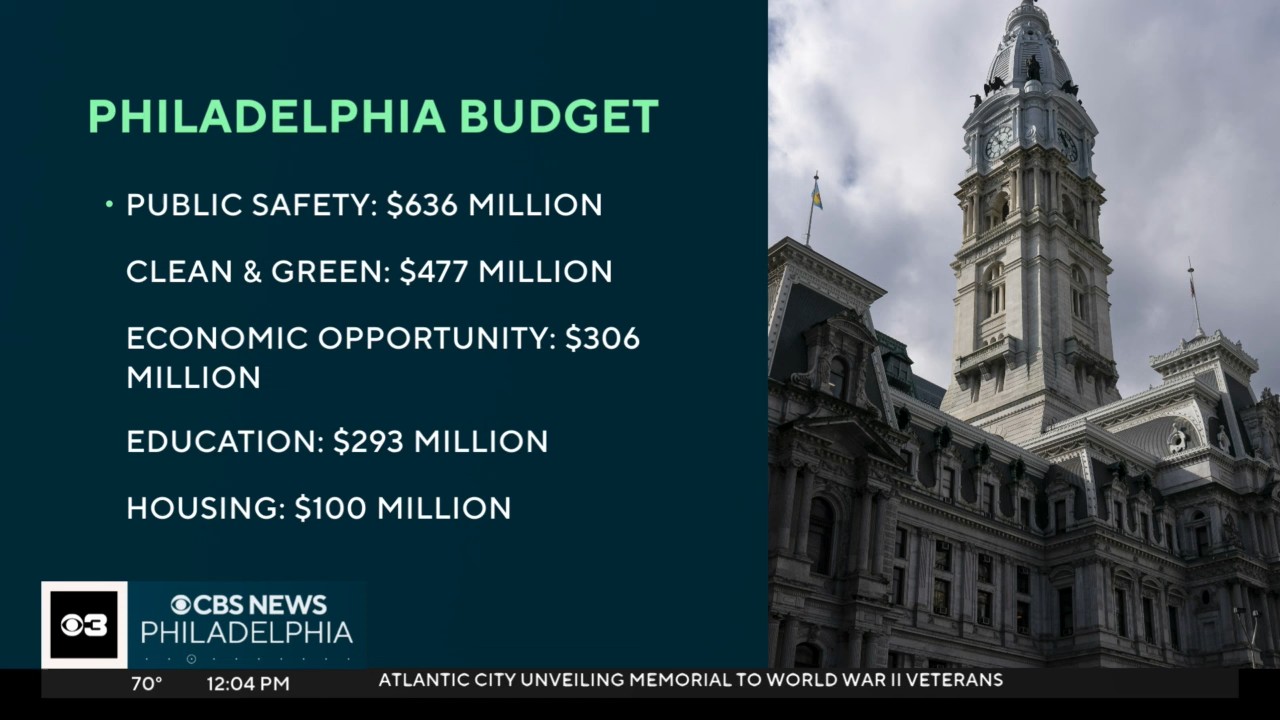 PHILADELPHIA BUDGET
• PUBLIC SAFETY: $636 MILLION
CLEAN & GREEN: $477 MILLION
ECONOMIC OPPORTUNITY: $306
MILLION
EDUCATION: $293 MILLION
HOUSING: $100 MILLION
3
CBS NEWS
PHILADELPHIA
70° 12:04 PM ATLANTIC CITY UNVEILING MEMORIAL TO WORLD WAR II VETERANS